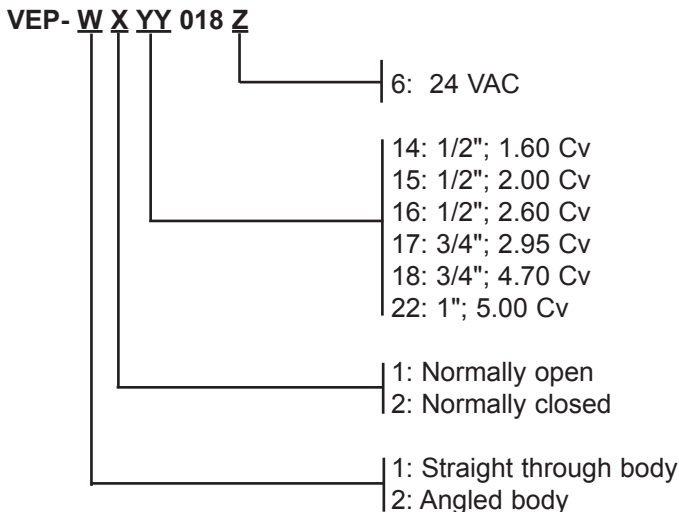 VEP- W X YY 018 Z
6: 24 VAC
14: 1/2"; 1.60 Cv
15: 1/2"; 2.00 Cv
16: 1/2"; 2.60 Cv
17: 3/4"; 2.95 Cv
18: 3/4"; 4.70 Cv
22: 1"; 5.00 Cv
1: Normally open
2: Normally closed
1: Straight through body
2: Angled body